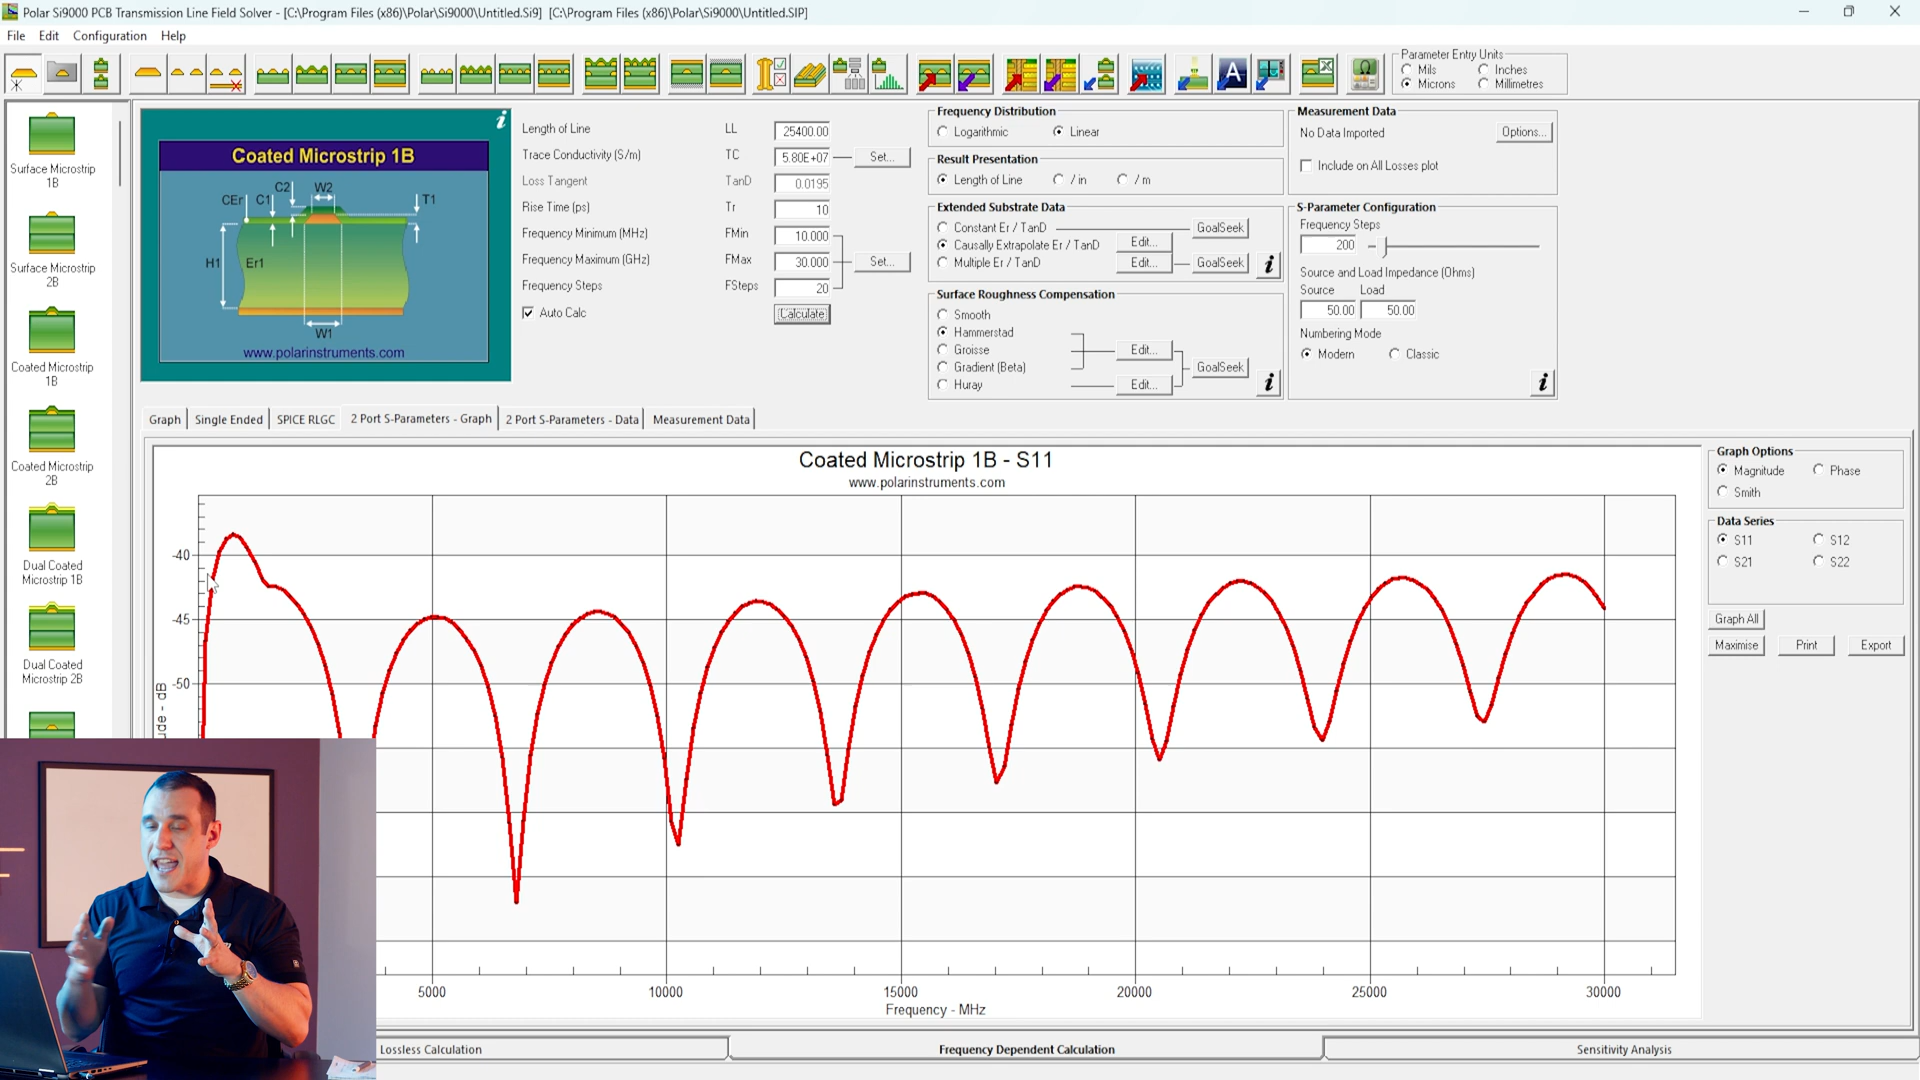 Polar Si9000 PCB Transmission Line Field Solver - [C:\Program Files (x86)\Polar\Si9000\Untitled.Si9] [C:\Program Files (x86)\Polar\Si9000\Untitled.SIP]
File Edit Configuration Help
Parameter Entry Units
Mils Inches
Microns Millimetres
Surface Microstrip
1B
Surface Microstrip
2B
Coated Microstrip
1B
Coated Microstrip
2B
Dual Coated
Microstrip 1B
Dual Coated
Microstrip 2B
Coated Microstrip 1B
C2 W2
CEr C1 T1
H1 Er1
W1
www.polarinstruments.com
Length of Line LL 25400.00
Trace Conductivity (S/m) TC 5.80E+07 Set...
Loss Tangent TanD 0.0195
Rise Time (ps) Tr 10
Frequency Minimum (MHz) FMin 10.000
Frequency Maximum (GHz) FMax 30.000 Set...
Frequency Steps FSteps 20
Auto Calc Calculate
Frequency Distribution
Logarithmic Linear
Result Presentation
Length of Line / in / m
Extended Substrate Data
Constant Er / TanD GoalSeek
Causally Extrapolate Er / TanD Edit...
Multiple Er / TanD Edit... GoalSeek
Surface Roughness Compensation
Smooth
Hammerstad
Groisse Edit...
Gradient (Beta) GoalSeek
Huray Edit...
Measurement Data
No Data Imported Options...
Include on All Losses plot
S-Parameter Configuration
Frequency Steps
200
Source and Load Impedance (Ohms)
Source Load
50.00 50.00
Numbering Mode
Modern Classic
Graph Single Ended SPICE RLGC 2 Port S-Parameters - Graph 2 Port S-Parameters - Data Measurement Data
Coated Microstrip 1B - S11
www.polarinstruments.com
-40
-45
-50
5000 10000 15000 20000 25000 30000
Frequency - MHz
Graph Options
Magnitude Phase
Smith
Data Series
S11 S12
S21 S22
Graph All
Maximise Print Export
Lossless Calculation Frequency Dependent Calculation Sensitivity Analysis